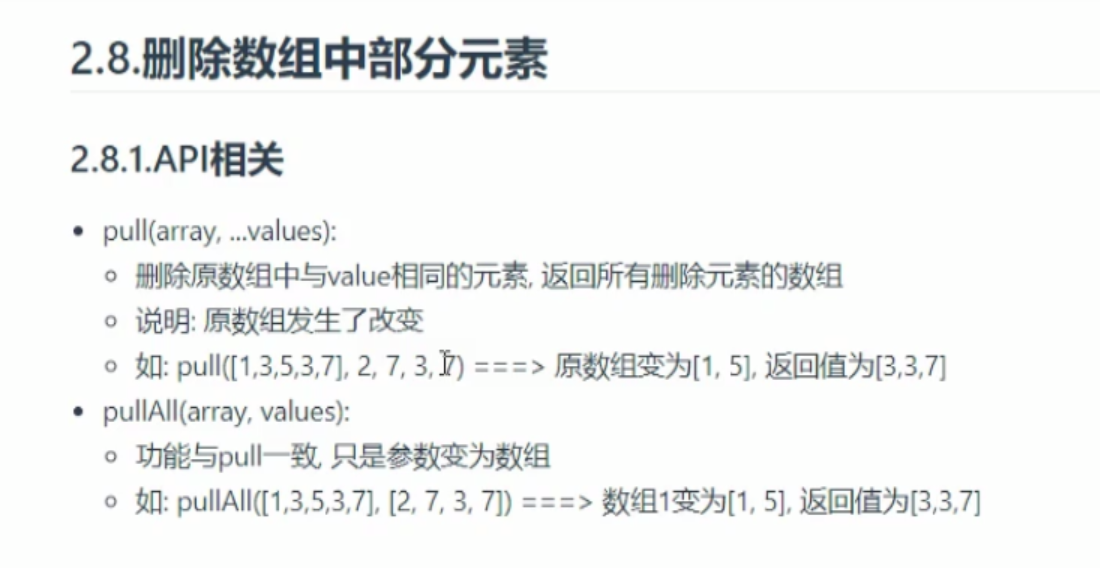 2.8.删除数组中部分元素
2.8.1.API相关
pull(array, ...values):
删除原数组中与value相同的元素, 返回所有删除元素的数组
说明: 原数组发生了改变
如: pull([1,3,5,3,7], 2, 7, 3, 7) ===> 原数组变为[1, 5], 返回值为[3,3,7]
pullAll(array, values):
功能与pull一致, 只是参数变为数组
如: pullAll([1,3,5,3,7], [2, 7, 3, 7]) ===> 数组1变为[1, 5], 返回值为[3,3,7]